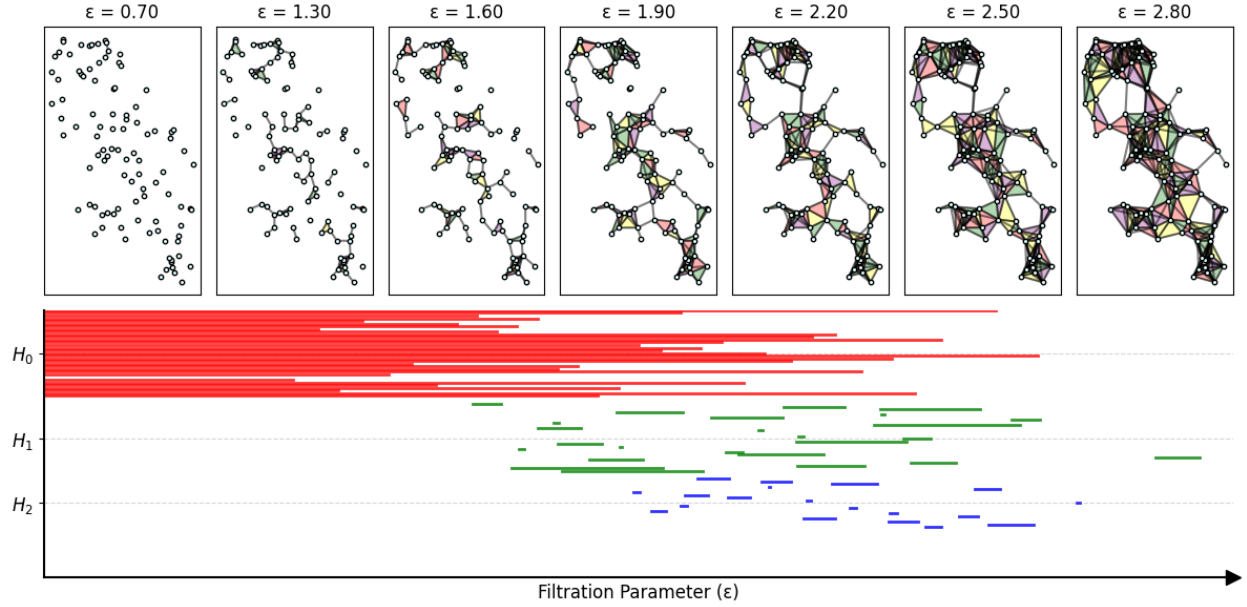 ε = 0.70 ε = 1.30 ε = 1.60 ε = 1.90 ε = 2.20 ε = 2.50 ε = 2.80
H₀
H₁
H₂
Filtration Parameter (ε)